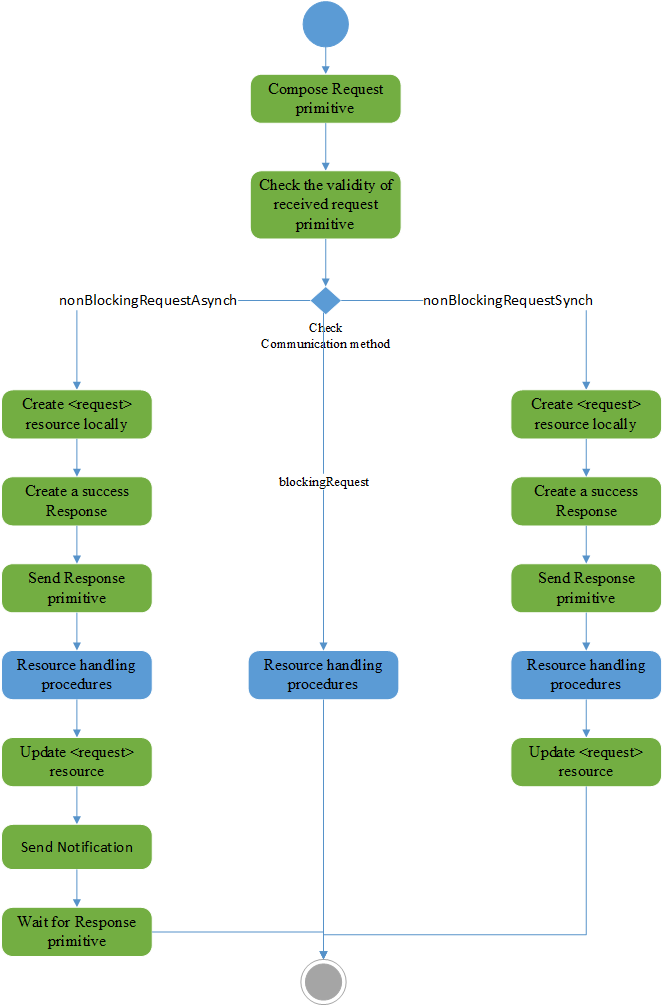 Compose Request
primitive
Check the validity of
received request
primitive
nonBlockingRequestAsynch
nonBlockingRequestSynch
Check
Communication method
Create <request>
resource locally
Create <request>
resource locally
blockingRequest
Create a success
Response
Create a success
Response
Send Response
primitive
Send Response
primitive
Resource handling
procedures
Resource handling
procedures
Resource handling
procedures
Update <request>
resource
Update <request>
resource
Send Notification
Wait for Response
primitive